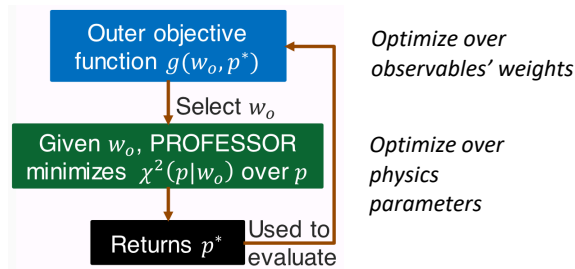 Outer objective
function g(w_o, p^*)
Optimize over
observables' weights
Select w_o
Given w_o, PROFESSOR
minimizes χ^2(p|w_o) over p
Optimize over
physics
parameters
Returns p^*
Used to
evaluate